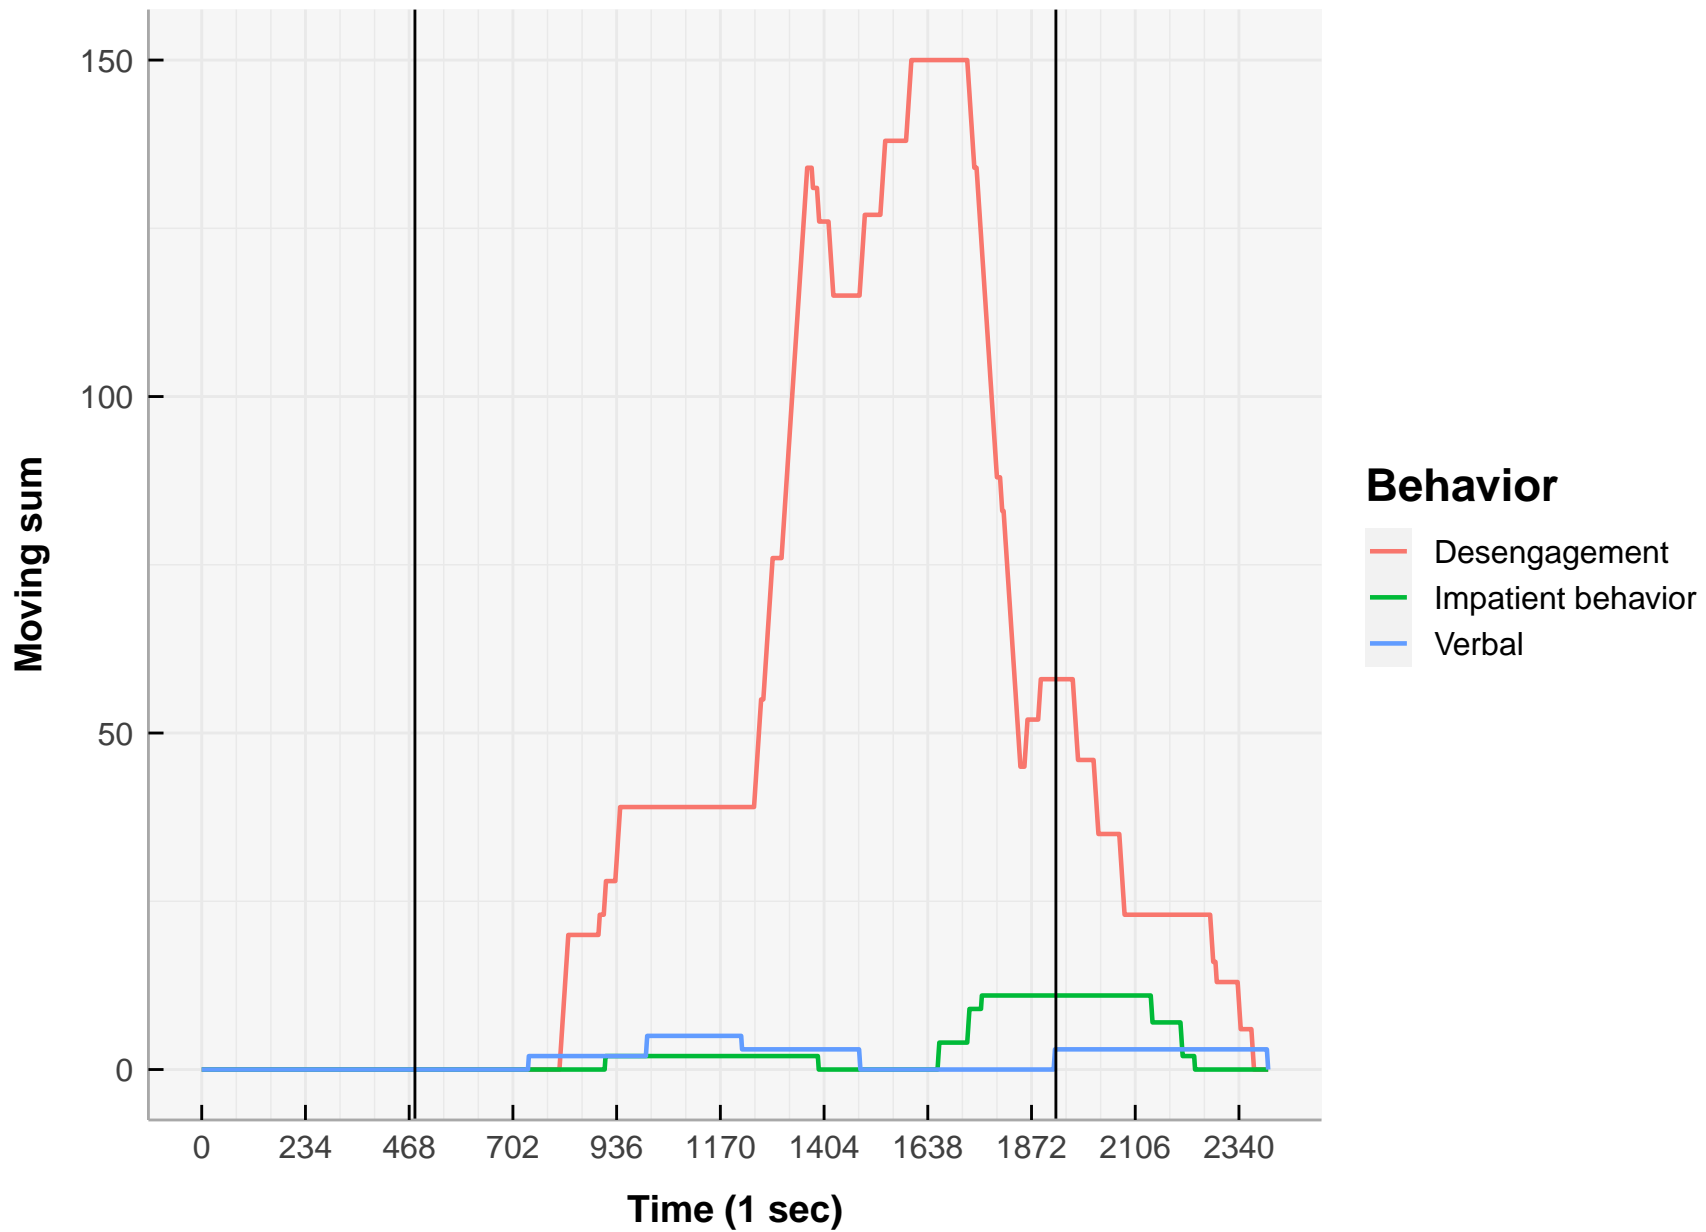 150
100
50
0
Moving sum
0 234 468 702 936 1170 1404 1638 1872 2106 2340
Time (1 sec)
Behavior
Desengagement
Impatient behavior
Verbal